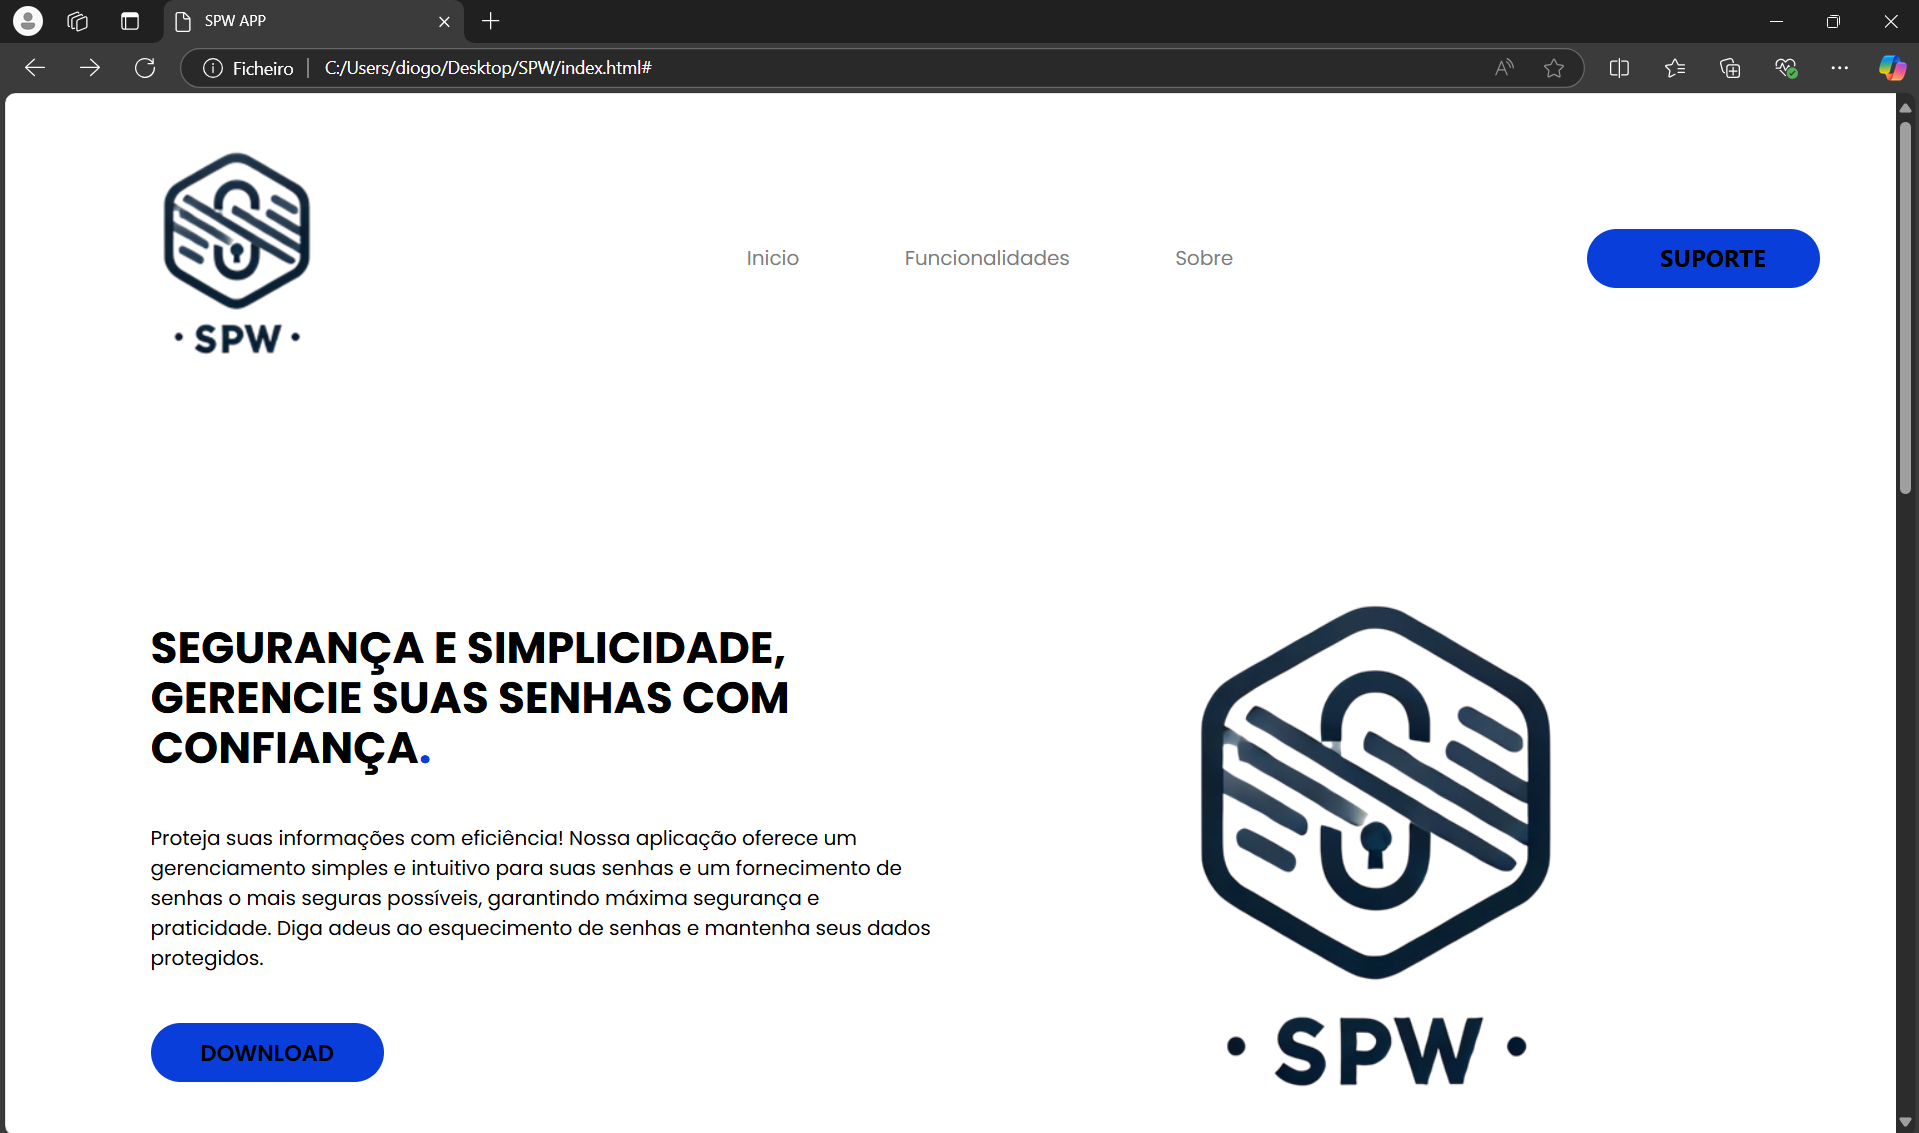 SPW APP
Ficheiro
C:/Users/diogo/Desktop/SPW/index.html#
· SPW ·
Inicio
Funcionalidades
Sobre
SUPORTE
SEGURANÇA E SIMPLICIDADE,
GERENCIE SUAS SENHAS COM
CONFIANÇA.
Proteja suas informações com eficiência! Nossa aplicação oferece um
gerenciamento simples e intuitivo para suas senhas e um fornecimento de
senhas o mais seguras possíveis, garantindo máxima segurança e
praticidade. Diga adeus ao esquecimento de senhas e mantenha seus dados
protegidos.
DOWNLOAD
· SPW ·